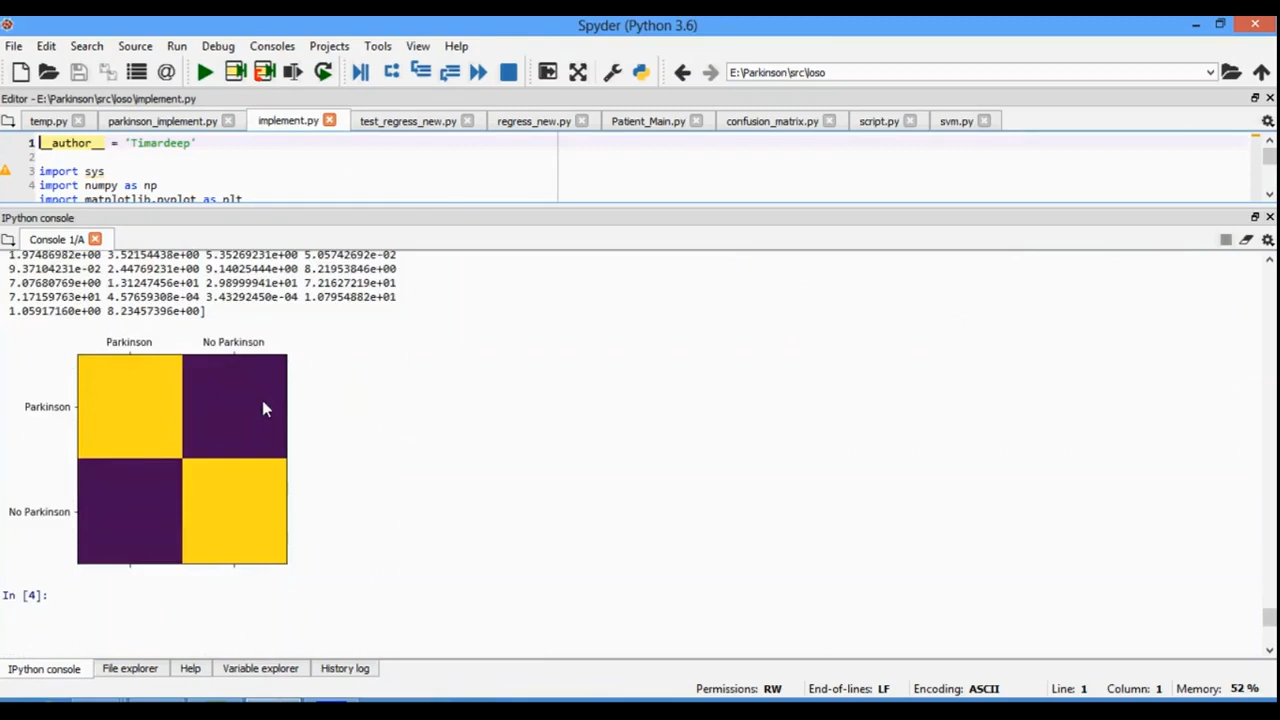 Spyder (Python 3.6)
File Edit Search Source Run Debug Consoles Projects Tools View Help
E:\Parkinson\src\loso
Editor - E:\Parkinson\src\loso\implement.py
temp.py parkinson_implement.py implement.py test_regress_new.py regress_new.py Patient_Main.py confusion_matrix.py script.py svm.py
1 __author__ = 'Timardeep'
2
3 import sys
4 import numpy as np
import matplotlib.pyplot as plt
IPython console
Console 1/A
1.97486982e+00 3.52154438e+00 5.35269231e+00 5.05742692e-02
9.37104231e-02 2.44769231e+00 9.14025444e+00 8.21953846e+00
7.07680769e+00 1.31247456e+01 2.98999941e+01 7.21627219e+01
7.17159763e+01 4.57659308e-04 3.43292450e-04 1.07954882e+01
1.05917160e+00 8.23457396e+00]
Parkinson No Parkinson
Parkinson
No Parkinson
In [4]:
IPython console File explorer Help Variable explorer History log
Permissions: RW End-of-lines: LF Encoding: ASCII Line: 1 Column: 1 Memory: 52 %